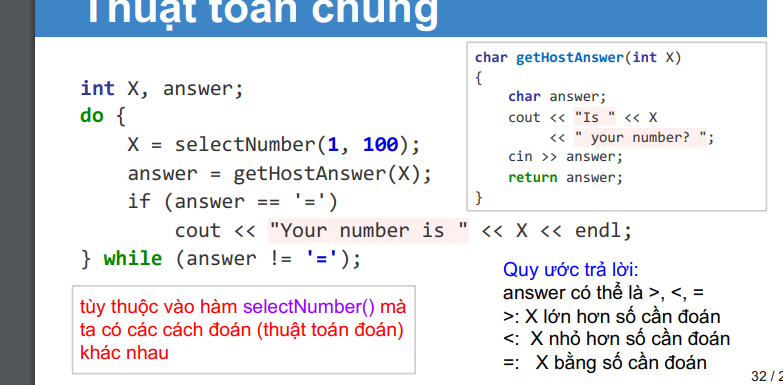 Thuật toán chung
int X, answer;
do {
    X = selectNumber(1, 100);
    answer = getHostAnswer(X);
    if (answer == '=')
        cout << "Your number is " << X << endl;
} while (answer != '=');
char getHostAnswer(int X)
{
    char answer;
    cout << "Is " << X
         << " your number? ";
    cin >> answer;
    return answer;
}
tùy thuộc vào hàm selectNumber() mà
ta có các cách đoán (thuật toán đoán)
khác nhau
Quy ước trả lời:
answer có thể là >, <, =
>: X lớn hơn số cần đoán
<:  X nhỏ hơn số cần đoán
=:   X bằng số cần đoán
32 / 2